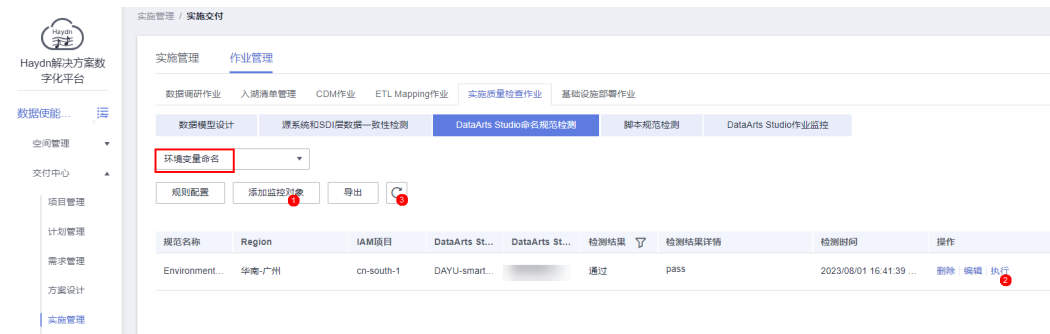 实施管理 / 实施交付
Haydn
Haydn解决方案数
字化平台
数据使能...
空间管理
交付中心
项目管理
计划管理
需求管理
方案设计
实施管理
实施管理 作业管理
数据调研作业 入湖清单管理 CDM作业 ETL Mapping作业 实施质量检查作业 基础设施部署作业
数据模型设计 源系统和SDI层数据一致性检测 DataArts Studio命名规范检测 脚本规范检测 DataArts Studio作业监控
环境变量命名
规则配置 添加监控对象 导出
1 3
规范名称 Region IAM项目 DataArts St... DataArts St... 检测结果 检测结果详情 检测时间 操作
Environment... 华南-广州 cn-south-1 DAYU-smart... 通过 pass 2023/08/01 16:41:39 ... 删除 编辑 执行
2